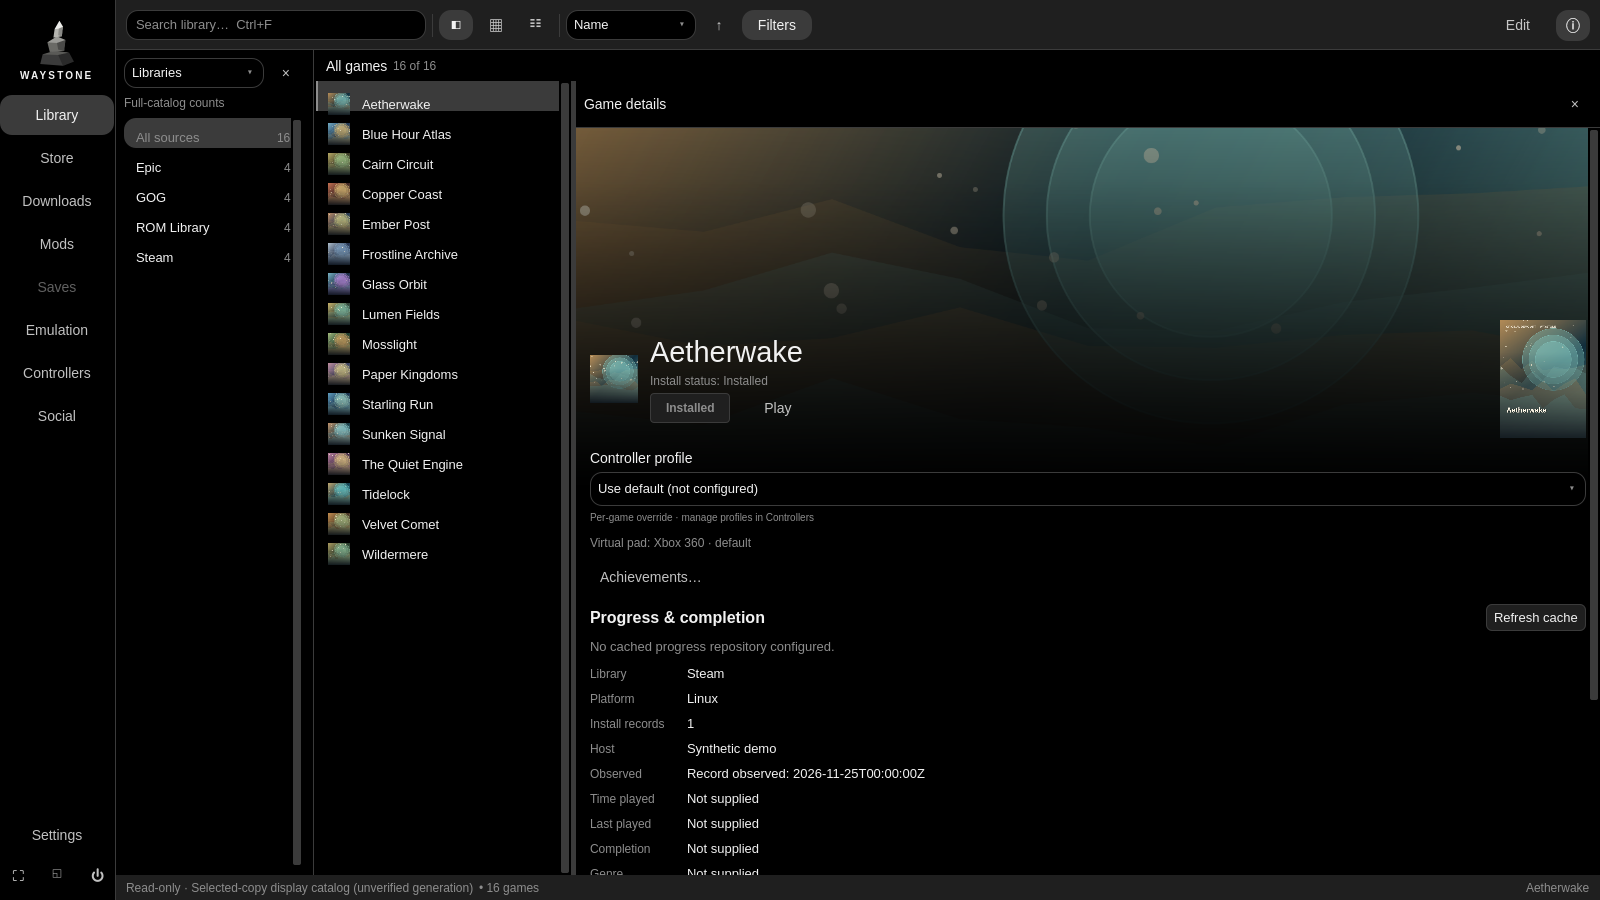 WAYSTONE
Library
Store
Downloads
Mods
Saves
Emulation
Controllers
Social
Settings
Search library… Ctrl+F
Name
Filters
Edit
Libraries
Full-catalog counts
All sources 16
Epic 4
GOG 4
ROM Library 4
Steam 4
All games 16 of 16
Aetherwake
Blue Hour Atlas
Cairn Circuit
Copper Coast
Ember Post
Frostline Archive
Glass Orbit
Lumen Fields
Mosslight
Paper Kingdoms
Starling Run
Sunken Signal
The Quiet Engine
Tidelock
Velvet Comet
Wildermere
Game details
Aetherwake
Install status: Installed
Installed Play
Aetherwake
Controller profile
Use default (not configured)
Per-game override · manage profiles in Controllers
Virtual pad: Xbox 360 · default
Achievements…
Progress & completion Refresh cache
No cached progress repository configured.
Library Steam
Platform Linux
Install records 1
Host Synthetic demo
Observed Record observed: 2026-11-25T00:00:00Z
Time played Not supplied
Last played Not supplied
Completion Not supplied
Genre Not supplied
Read-only · Selected-copy display catalog (unverified generation) • 16 games
Aetherwake